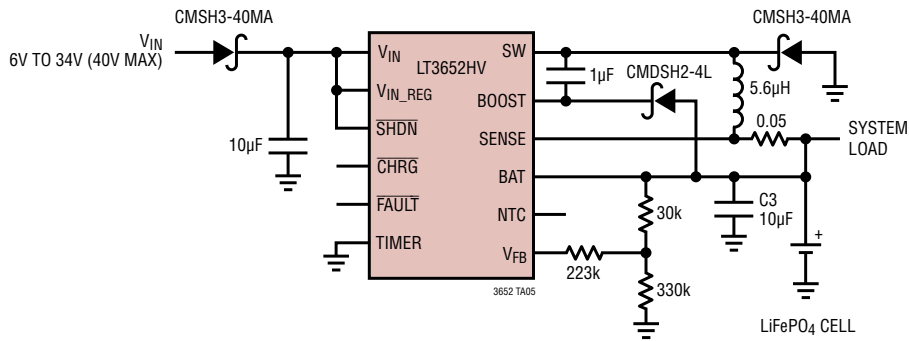 CMSH3-40MA
VIN
6V TO 34V (40V MAX)
10µF
LT3652HV
VIN
VIN_REG
SHDN
CHRG
FAULT
TIMER
SW
BOOST
SENSE
BAT
NTC
VFB
3652 TA05
1µF
CMDSH2-4L
CMSH3-40MA
5.6µH
0.05
SYSTEM
LOAD
30k
C3
10µF
223k
330k
+
LiFePO4 CELL